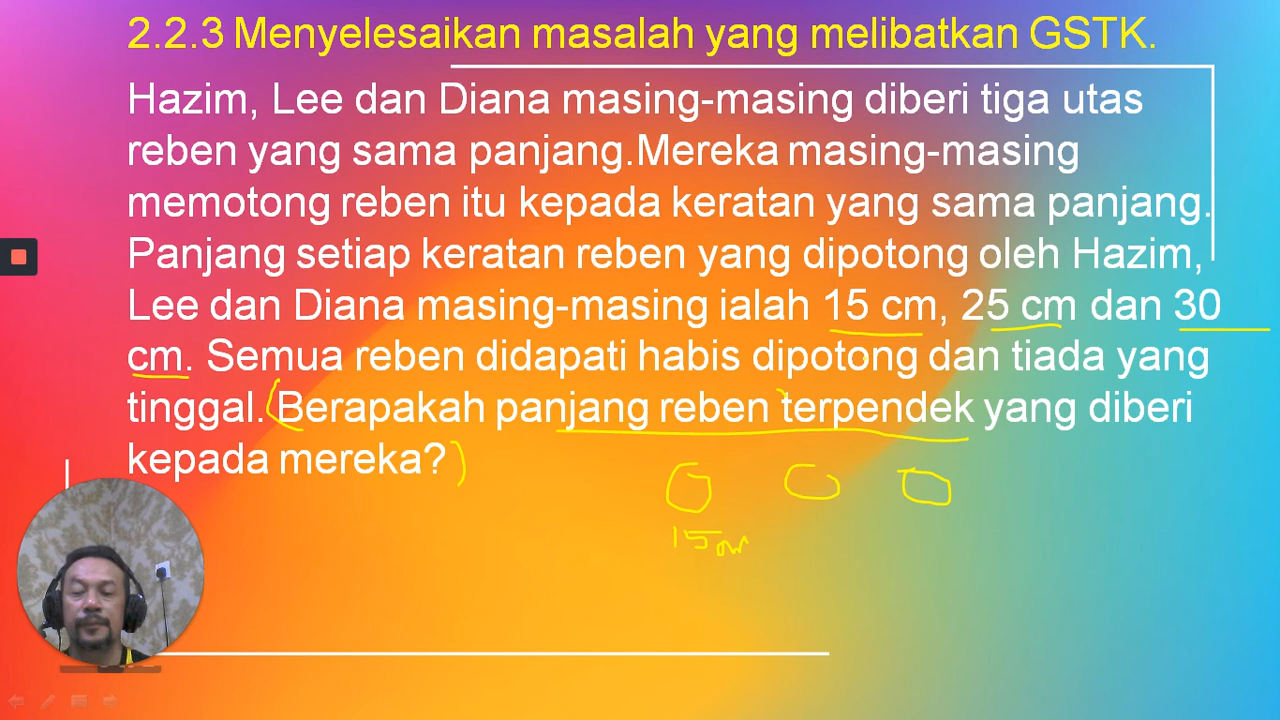 2.2.3 Menyelesaikan masalah yang melibatkan GSTK.
Hazim, Lee dan Diana masing-masing diberi tiga utas
reben yang sama panjang.Mereka masing-masing
memotong reben itu kepada keratan yang sama panjang.
Panjang setiap keratan reben yang dipotong oleh Hazim,
Lee dan Diana masing-masing ialah 15 cm, 25 cm dan 30
cm. Semua reben didapati habis dipotong dan tiada yang
tinggal. Berapakah panjang reben terpendek yang diberi
kepada mereka?
15 cm